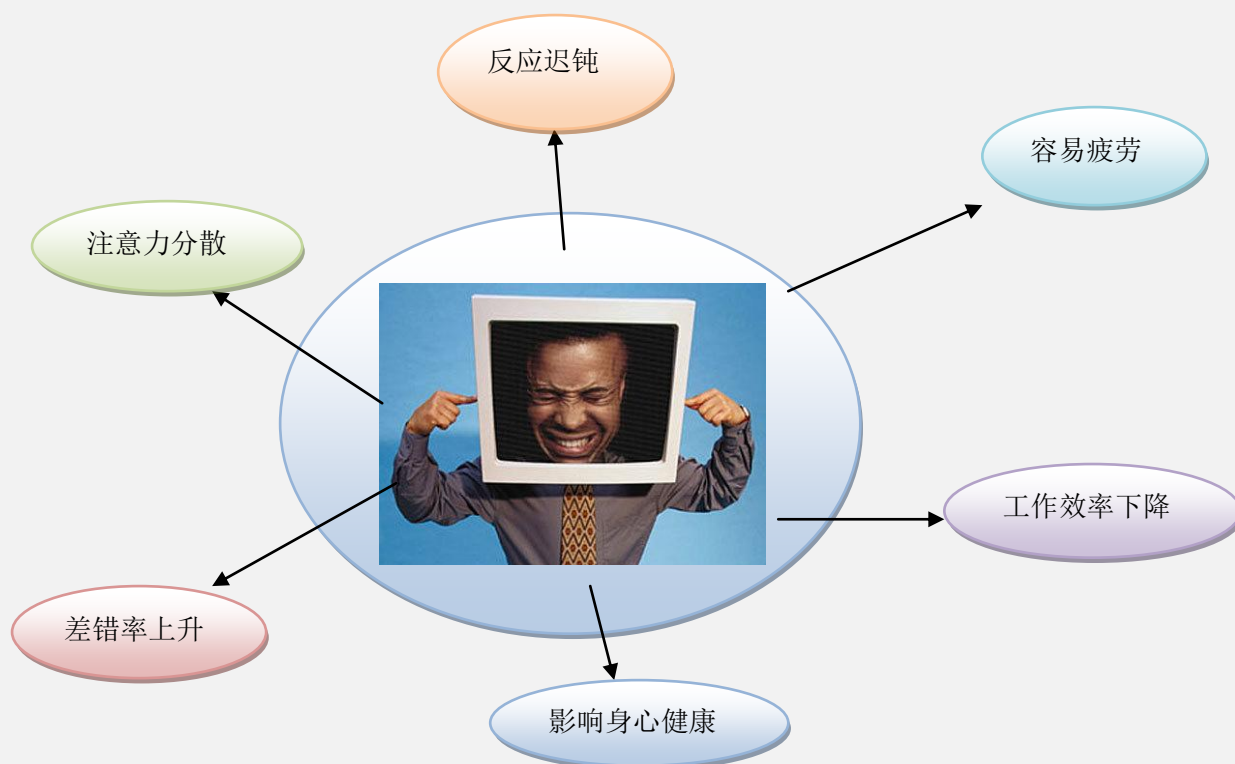 反应迟钝
容易疲劳
注意力分散
工作效率下降
差错率上升
影响身心健康